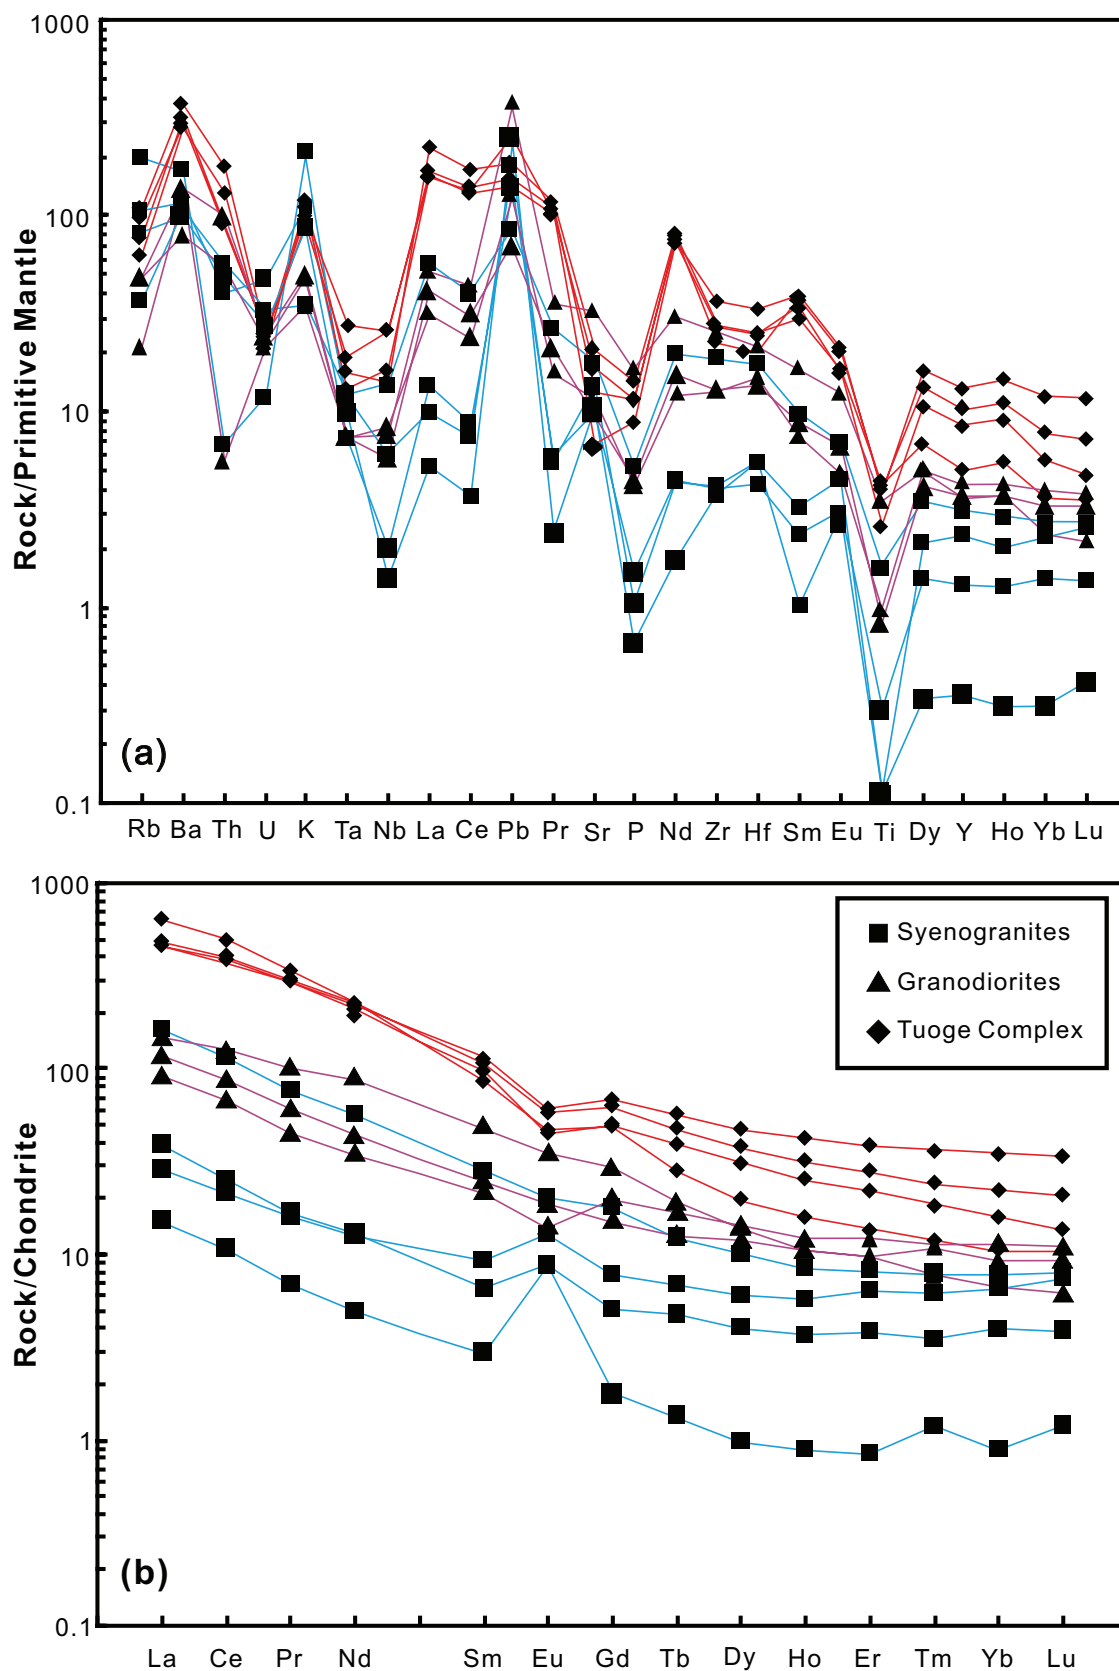 1000
100
10
1
0.1
Rock/Primitive Mantle
(a)
Rb Ba Th U K Ta Nb La Ce Pb Pr Sr P Nd Zr Hf Sm Eu Ti Dy Y Ho Yb Lu
1000
100
10
1
0.1
Rock/Chondrite
Syenogranites
Granodiorites
Tuoge Complex
(b)
La Ce Pr Nd Sm Eu Gd Tb Dy Ho Er Tm Yb Lu